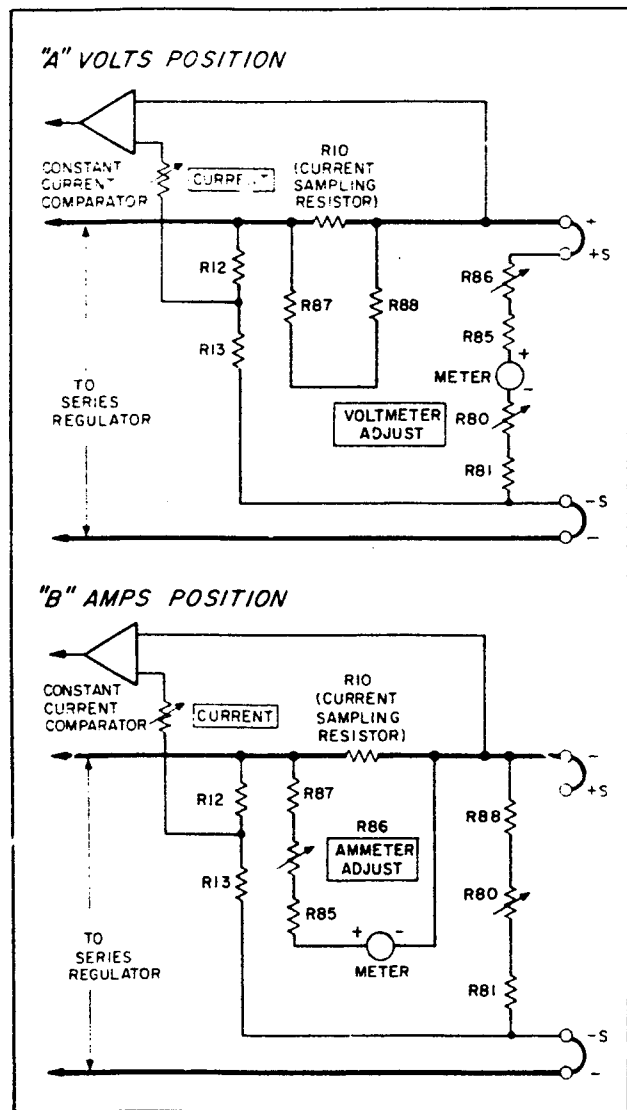 "A" VOLTS POSITION
R10
(CURRENT
SAMPLING
RESISTOR)
CONSTANT
CURRENT
COMPARATOR
+
+S
R12
R87
R88
R86
R13
R85
+
METER
-
TO
SERIES
REGULATOR
VOLTMETER
ADJUST
R80
R81
-S
-
"B" AMPS POSITION
R10
(CURRENT
SAMPLING
RESISTOR)
CONSTANT
CURRENT
COMPARATOR
CURRENT
-
+S
R12
R87
R88
R86
AMMETER
ADJUST
R13
R80
R85
+
-
METER
TO
SERIES
REGULATOR
R81
-S
-